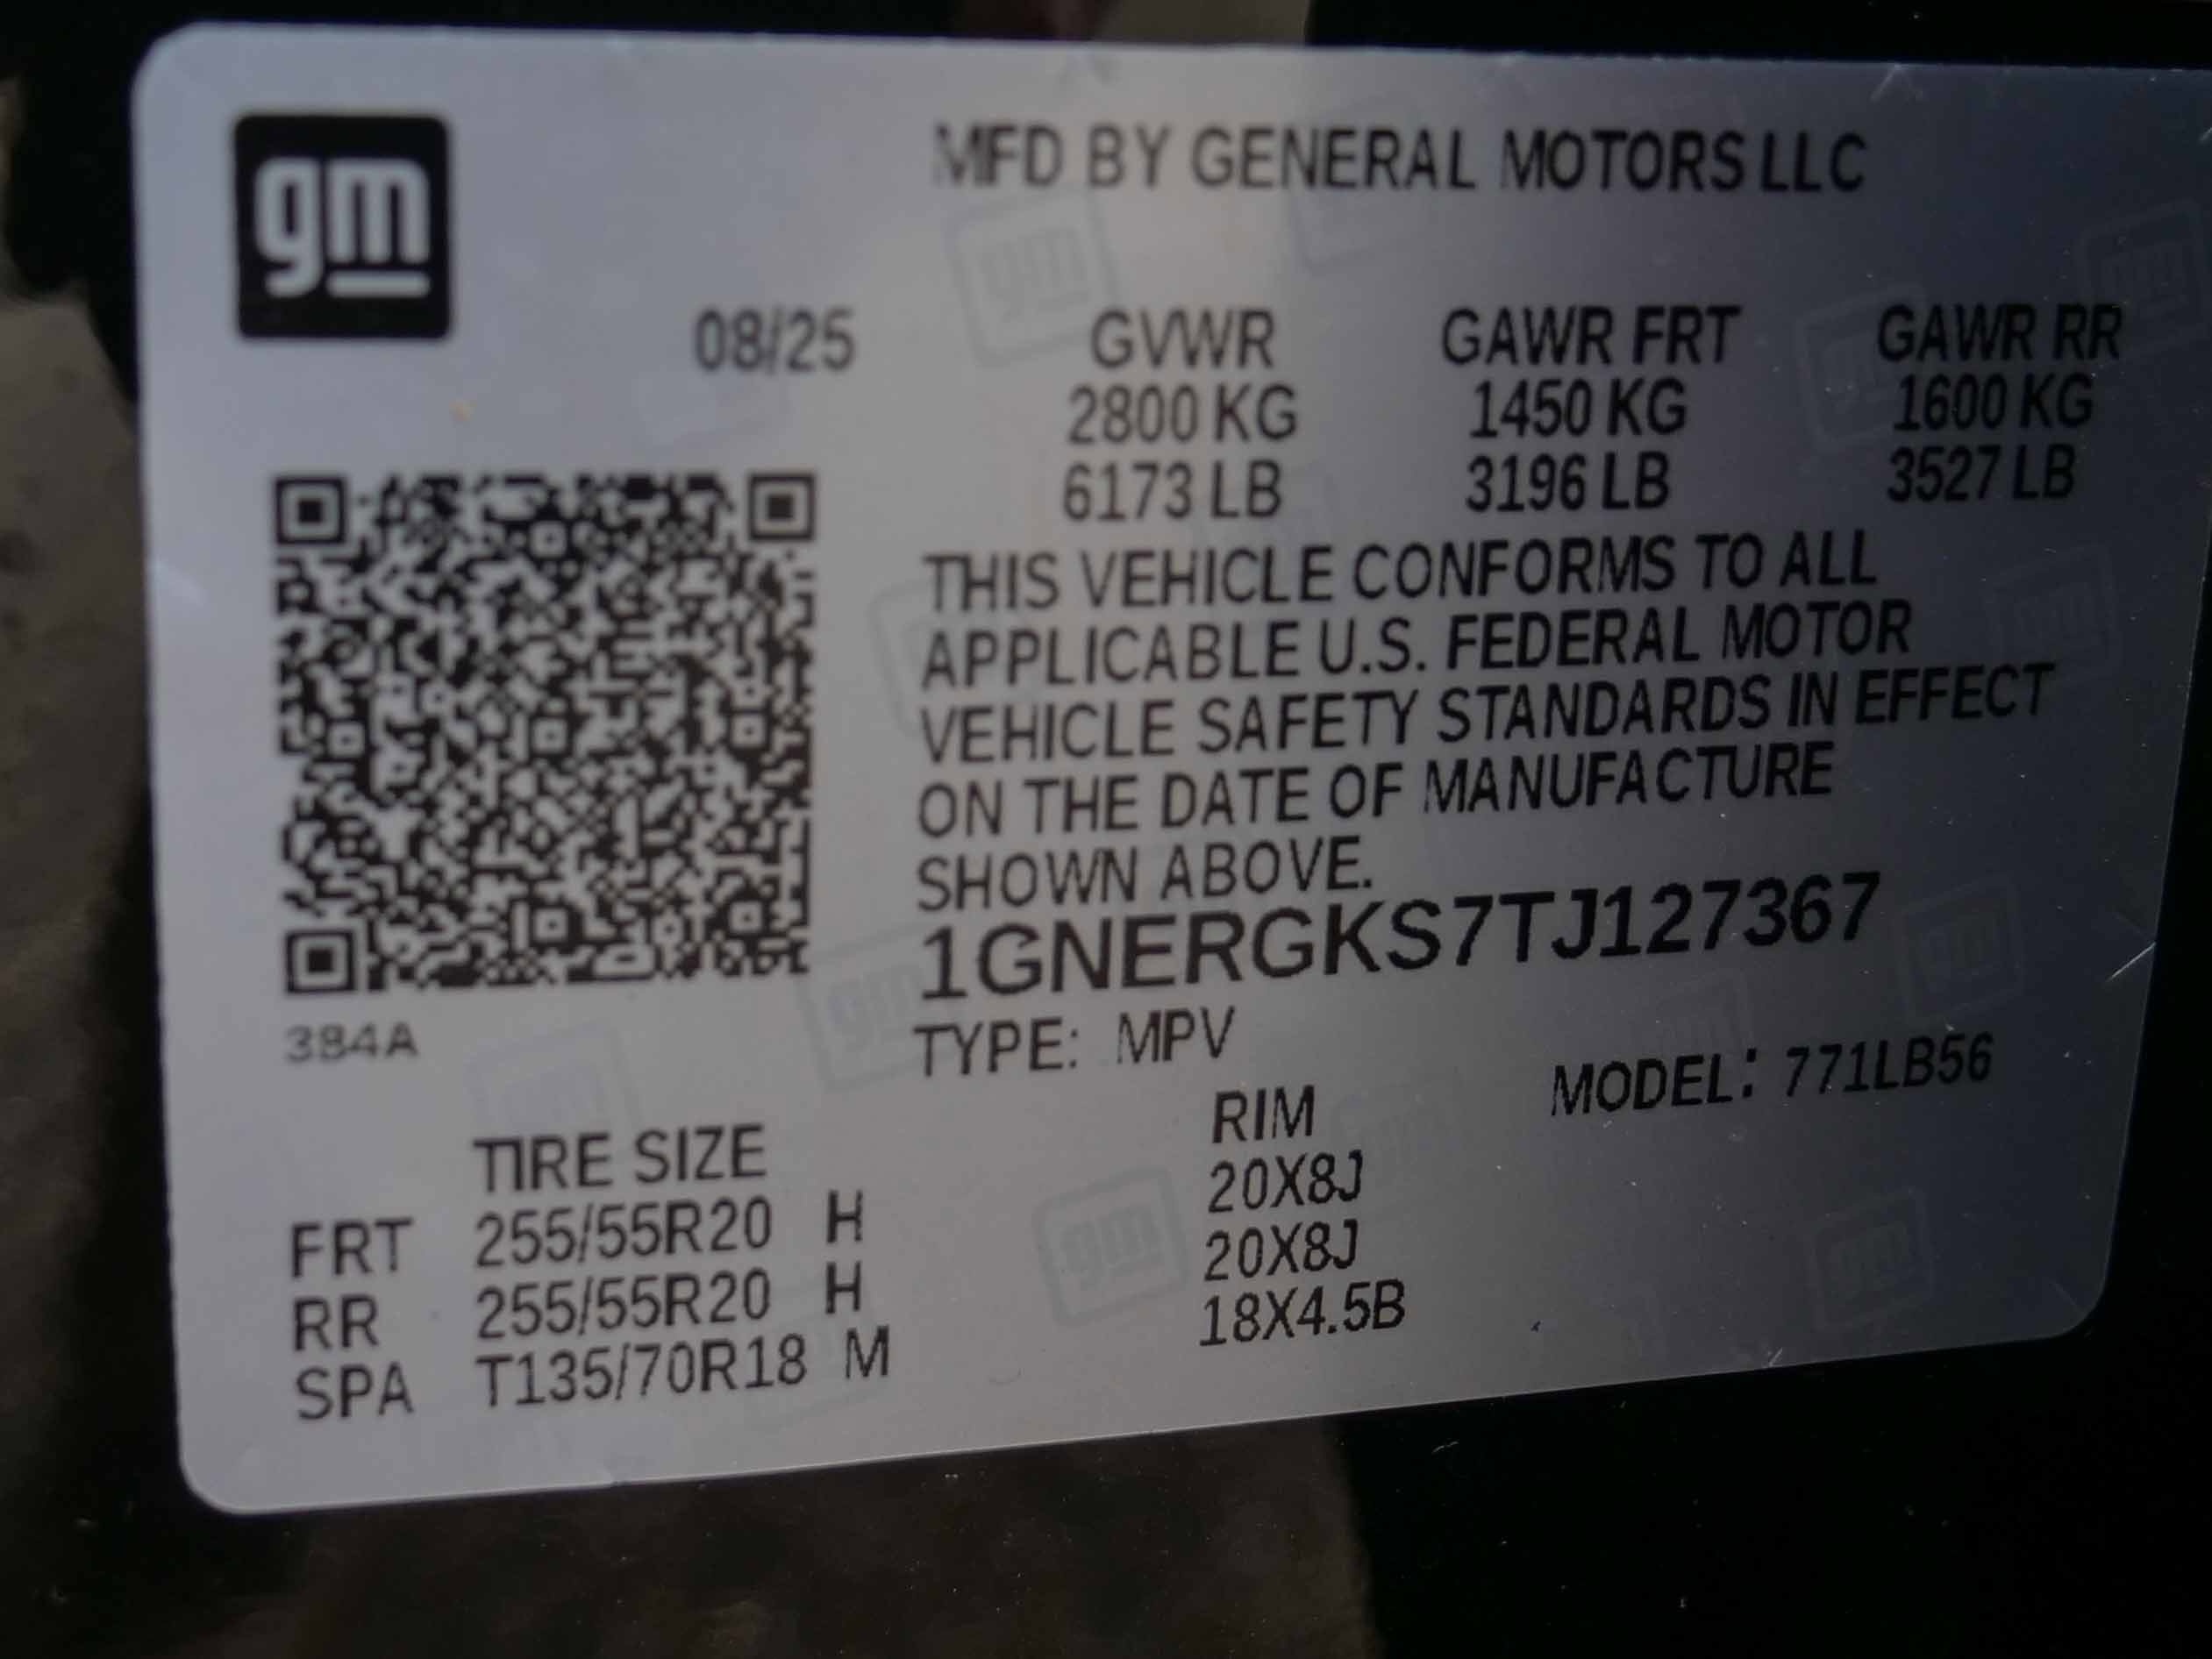 gm
MFD BY GENERAL MOTORS LLC
08/25 GVWR GAWR FRT GAWR RR
2800 KG 1450 KG 1600 KG
6173 LB 3196 LB 3527 LB
THIS VEHICLE CONFORMS TO ALL
APPLICABLE U.S. FEDERAL MOTOR
VEHICLE SAFETY STANDARDS IN EFFECT
ON THE DATE OF MANUFACTURE
SHOWN ABOVE.
1GNERGKS7TJ127367
384A
TYPE: MPV MODEL: 771LB56
TIRE SIZE RIM
FRT 255/55R20 H 20X8J
RR 255/55R20 H 20X8J
SPA T135/70R18 M 18X4.5B